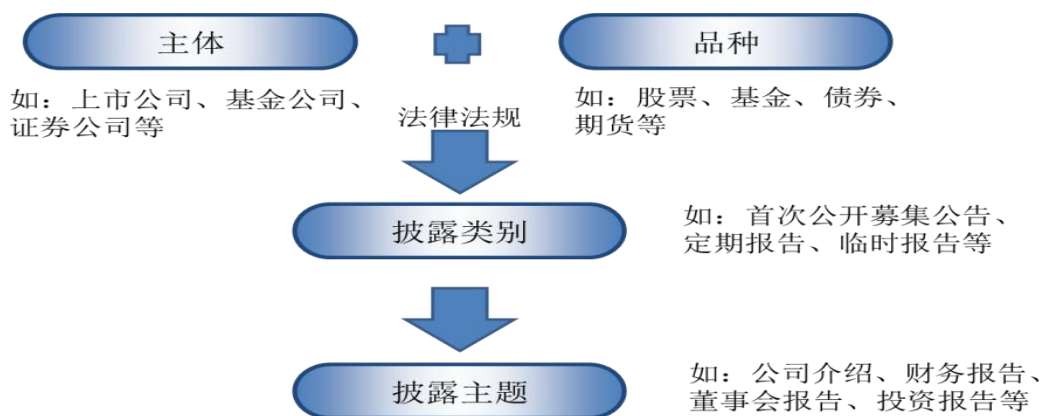 主体
品种
如：上市公司、基金公司、
证券公司等
法律法规
如：股票、基金、债券、
期货等
披露类别
如：首次公开募集公告、
定期报告、临时报告等
披露主题
如：公司介绍、财务报告、
董事会报告、投资报告等